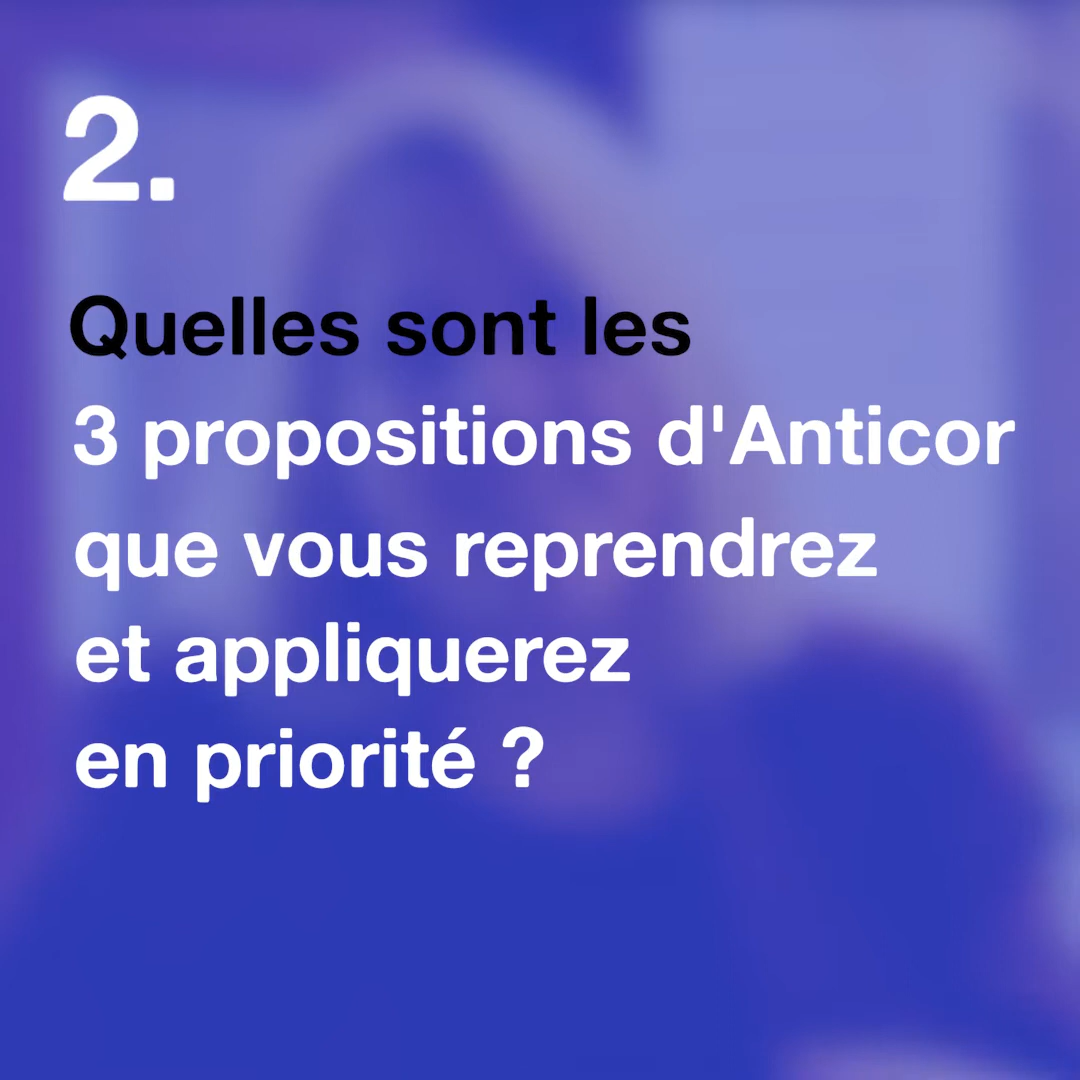 2.
Quelles sont les
3 propositions d'Anticor
que vous reprendrez
et appliquerez
en priorité ?